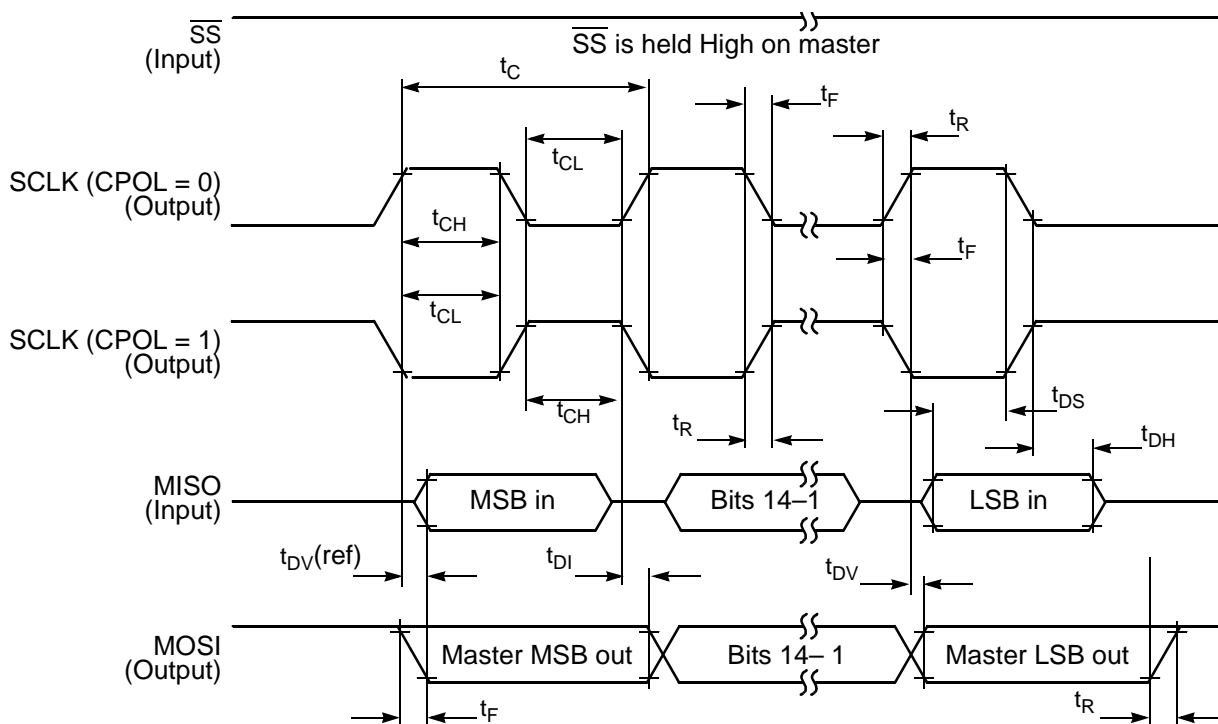 SS
(Input)
SS is held High on master
tC
tF
tR
tCL
SCLK (CPOL = 0)
(Output)
tCH
tF
tCL
SCLK (CPOL = 1)
(Output)
tCH
tR
tDS
tDH
MISO
(Input)
MSB in
Bits 14–1
LSB in
tDV(ref)
tDI
tDV
MOSI
(Output)
Master MSB out
Bits 14– 1
Master LSB out
tF
tR